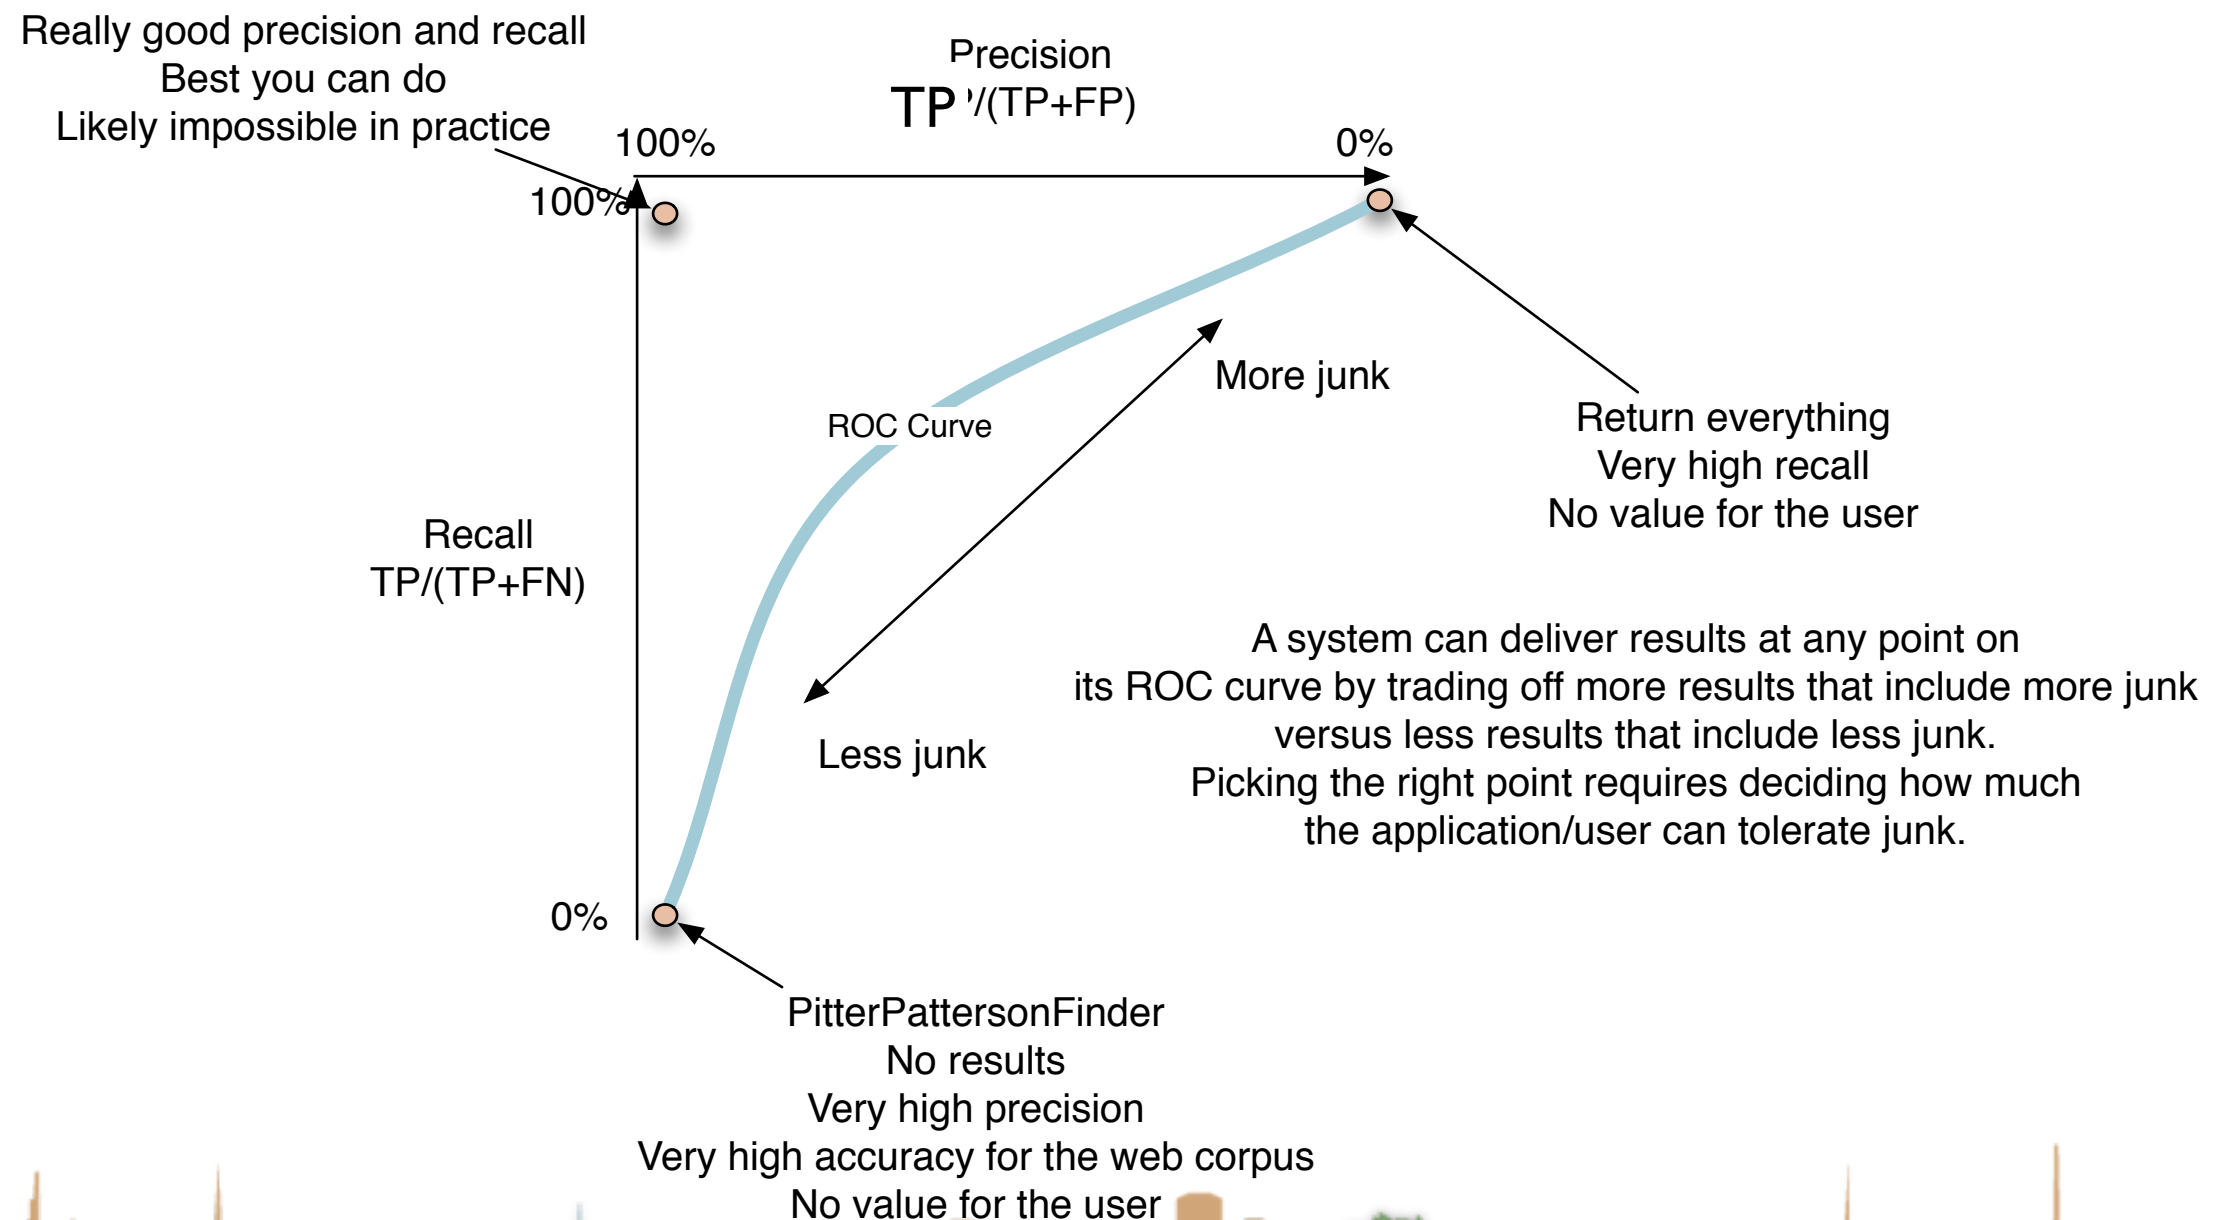 Really good precision and recall
Best you can do
Likely impossible in practice
Precision
TP /(TP+FP)
100%
0%
100%
ROC Curve
More junk
Return everything
Very high recall
No value for the user
Recall
TP/(TP+FN)
Less junk
A system can deliver results at any point on
its ROC curve by trading off more results that include more junk
versus less results that include less junk.
Picking the right point requires deciding how much
the application/user can tolerate junk.
0%
PitterPattersonFinder
No results
Very high precision
Very high accuracy for the web corpus
No value for the user